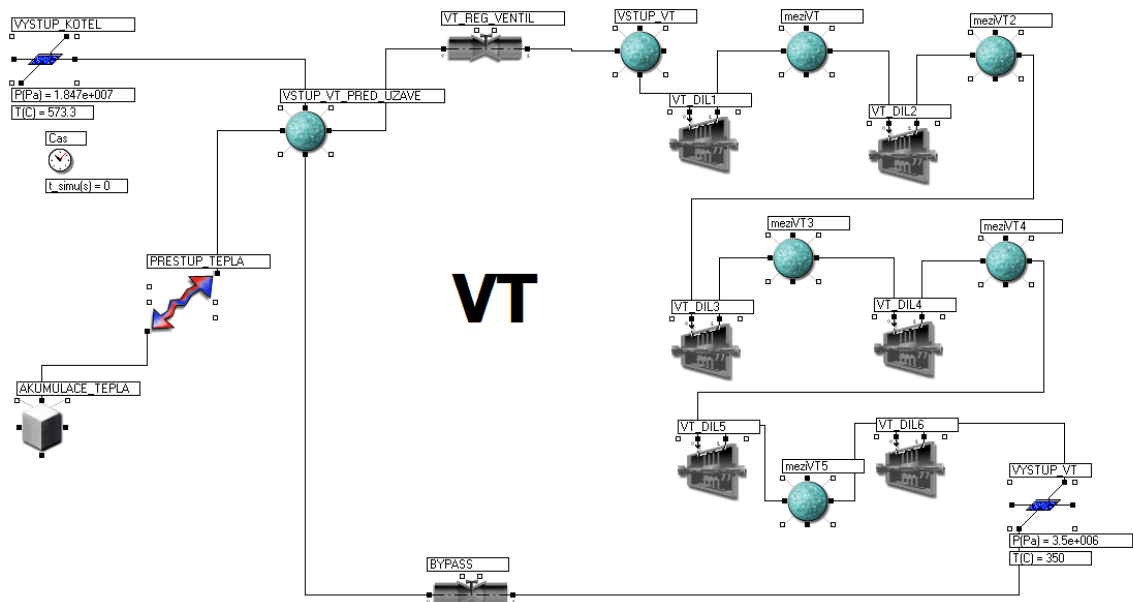 VYSTUP_KOTEL
P(Pa) = 1.847e+007
T(C) = 573.3
Cas
t_simu(s) = 0
VT_REG_VENTIL
VSTUP_VT_PRED_UZAVE
VSTUP_VT
meziVT
meziVT2
VT_DIL1
VT_DIL2
PRESTUP_TEPLA
AKUMULACE_TEPLA
VT
meziVT3
meziVT4
VT_DIL3
VT_DIL4
VT_DIL5
VT_DIL6
meziVT5
VYSTUP_VT
P(Pa) = 3.5e+006
T(C) = 350
BYPASS